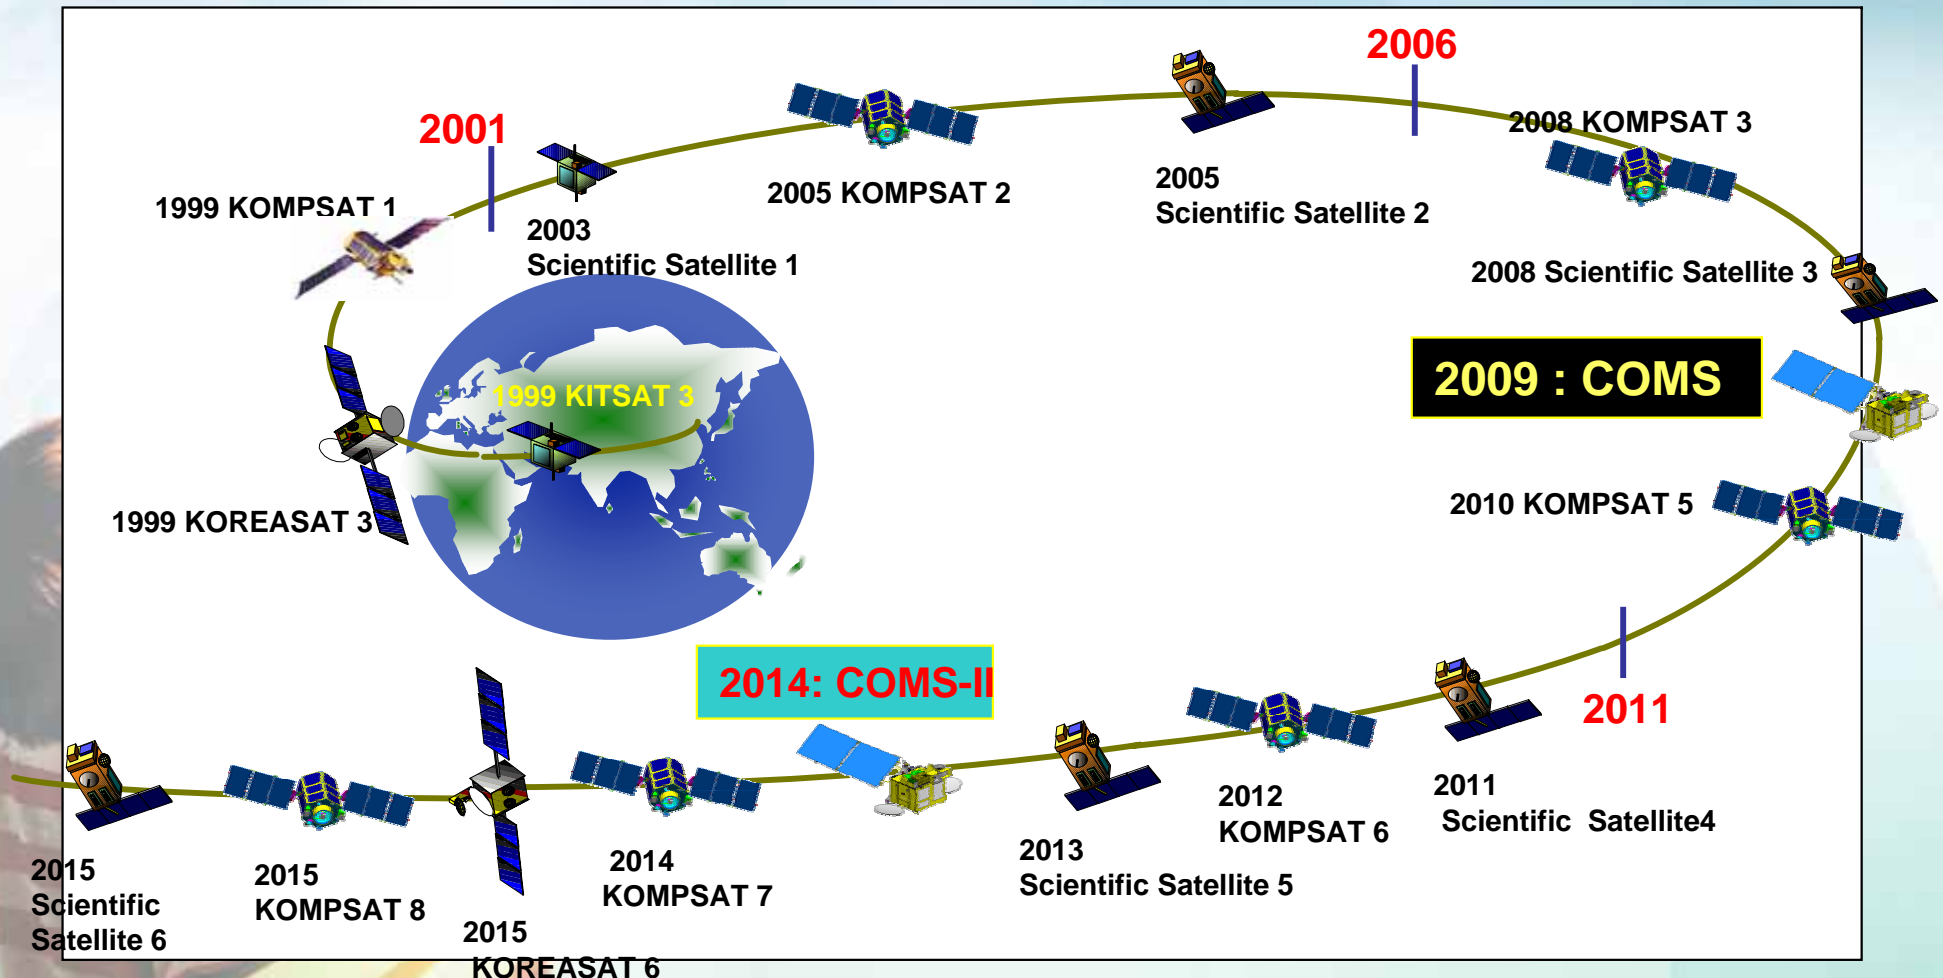 2006
2001
2008 KOMPSAT 3
1999 KOMPSAT 1
2005 KOMPSAT 2
2005
Scientific Satellite 2
2003
Scientific Satellite 1
2008 Scientific Satellite 3
2009 : COMS
1999 KITSAT 3
2010 KOMPSAT 5
1999 KOREASAT 3
2014: COMS-II
2011
2011
Scientific Satellite4
2012
KOMPSAT 6
2013
Scientific Satellite 5
2014
KOMPSAT 7
2015
KOREASAT 6
2015
KOMPSAT 8
2015
Scientific
Satellite 6